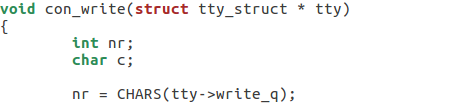 void con_write(struct tty_struct * tty)
{
        int nr;
        char c;

        nr = CHARS(tty->write_q);